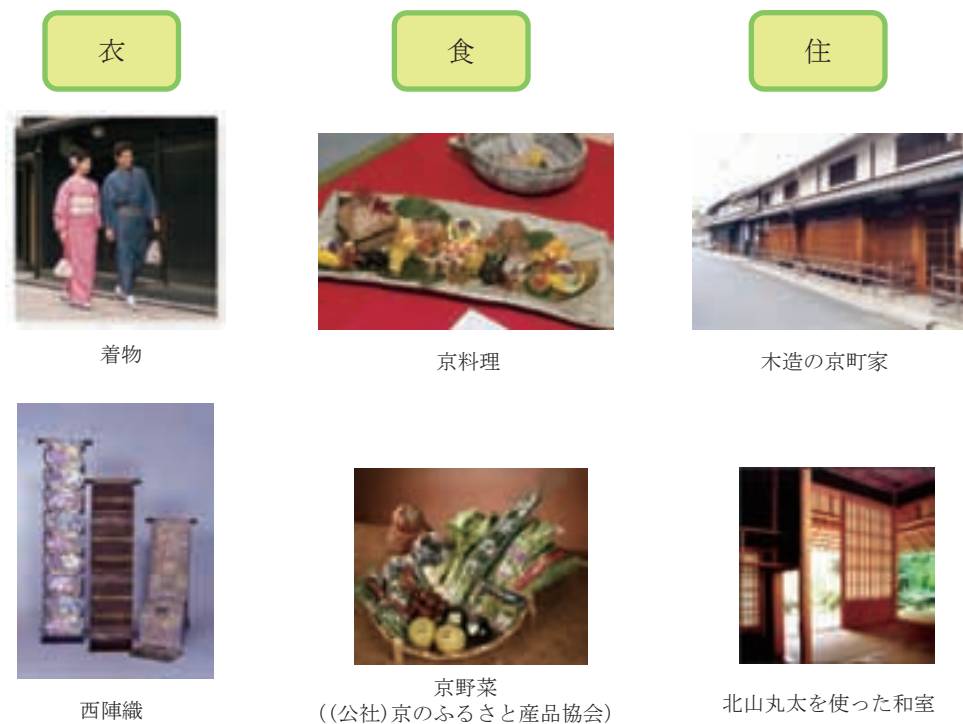 衣
食
住
着物
京料理
木造の京町家
西陣織
京野菜
((公社)京のふるさと産品協会)
北山丸太を使った和室